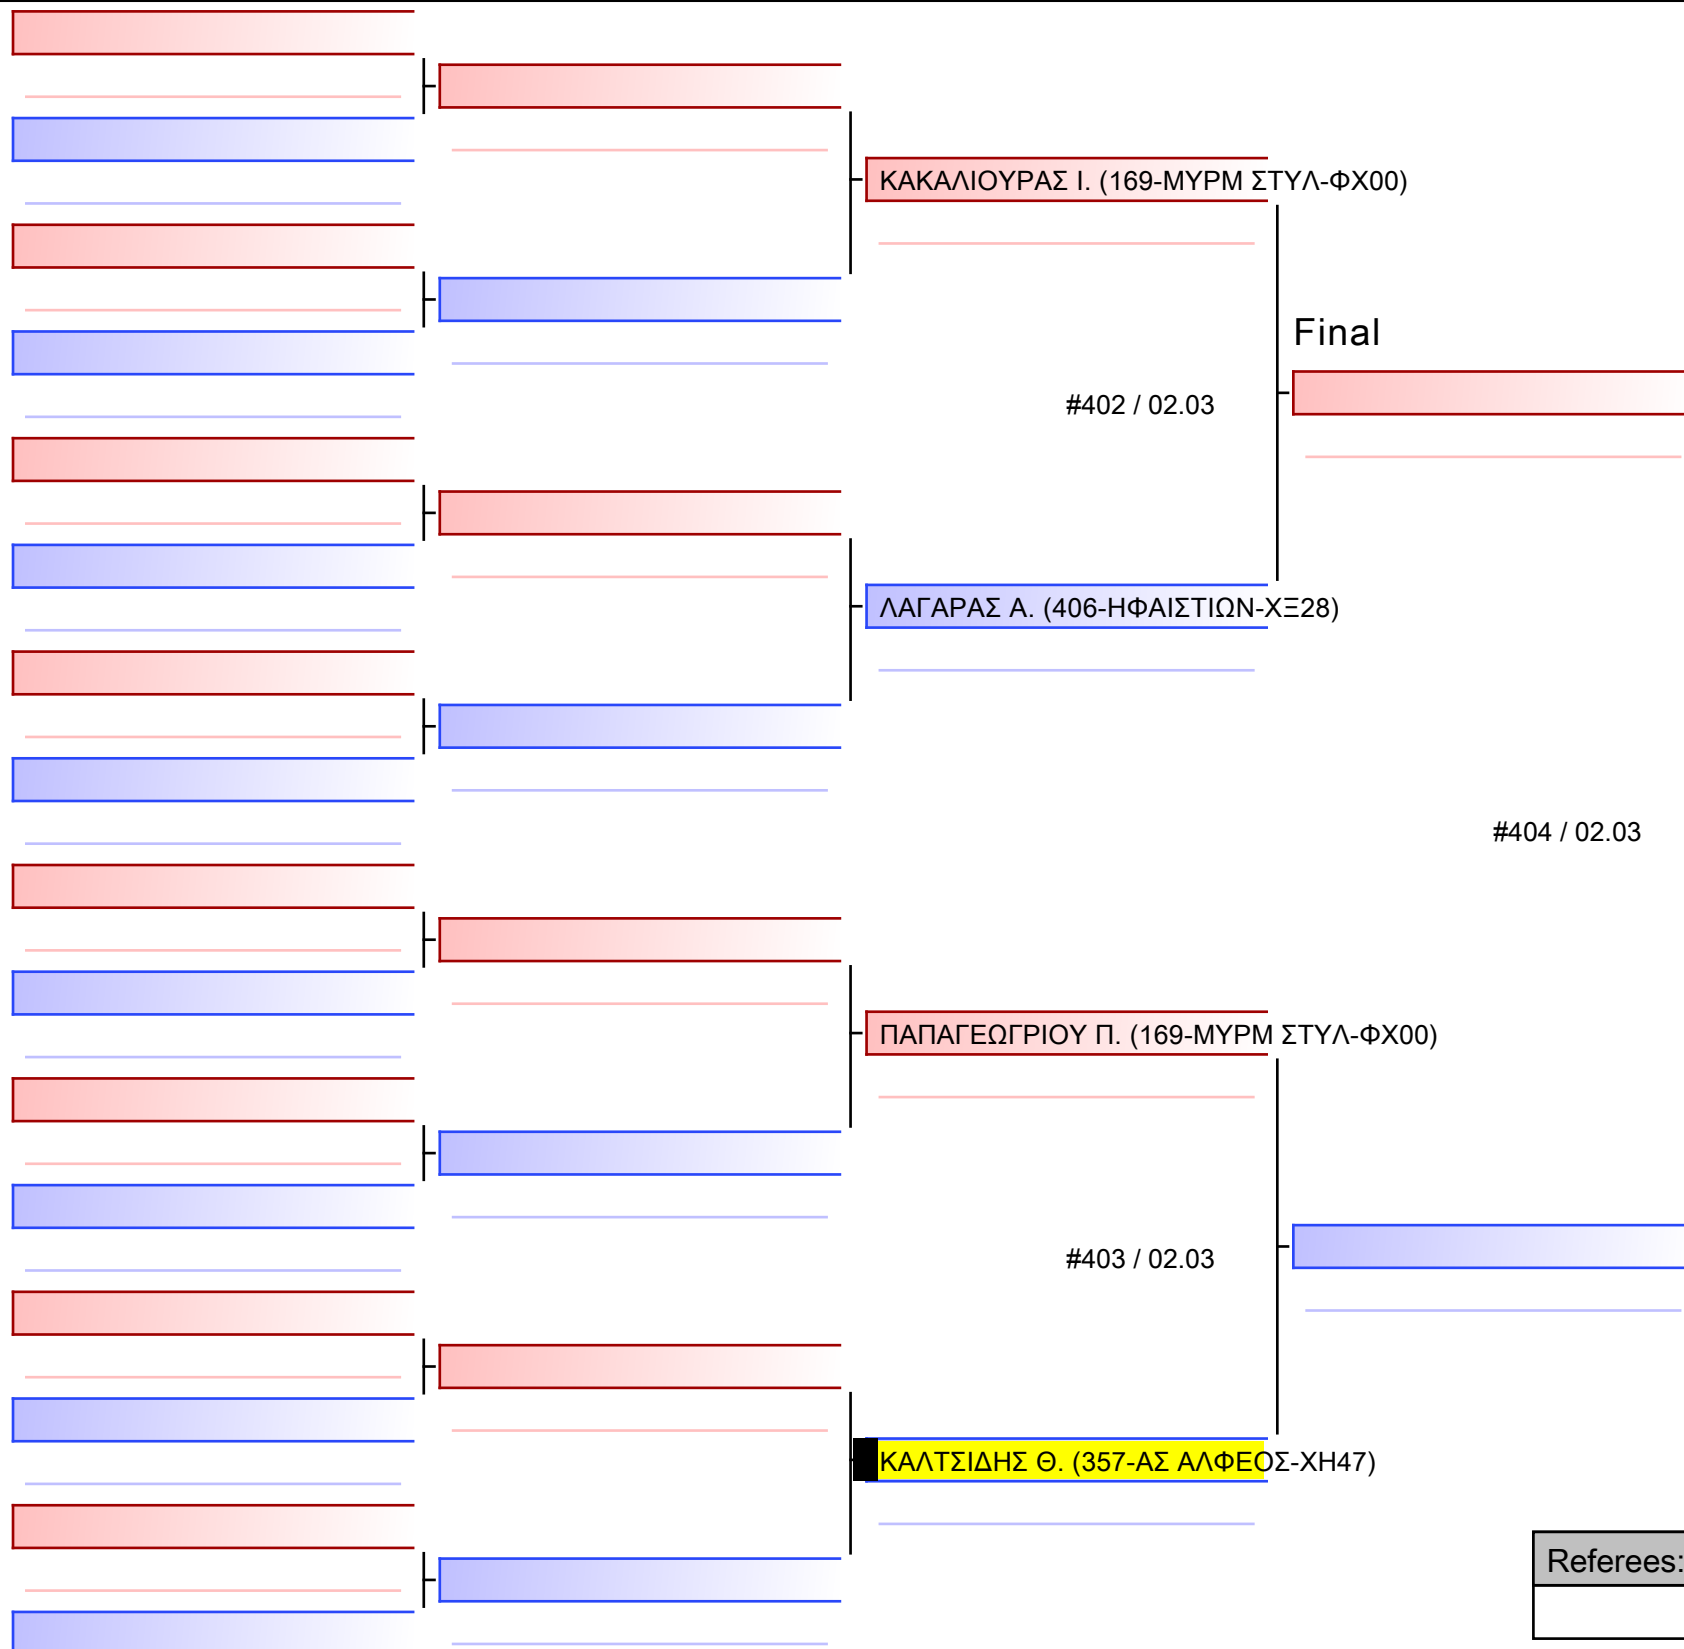 ΚΑΚΑΛΙΟΥΡΑΣ Ι. (169-ΜΥΡΜ ΣΤΥΛ-ΦΧ00)
Final
#402 / 02.03
ΛΑΓΑΡΑΣ Α. (406-ΗΦΑΙΣΤΙΩΝ-ΧΞ28)
#404 / 02.03
ΠΑΠΑΓΕΩΓΡΙΟΥ Π. (169-ΜΥΡΜ ΣΤΥΛ-ΦΧ00)
#403 / 02.03
ΚΑΛΤΣΙΔΗΣ Θ. (357-ΑΣ ΑΛΦΕΟΣ-ΧΗ47)
Referees: